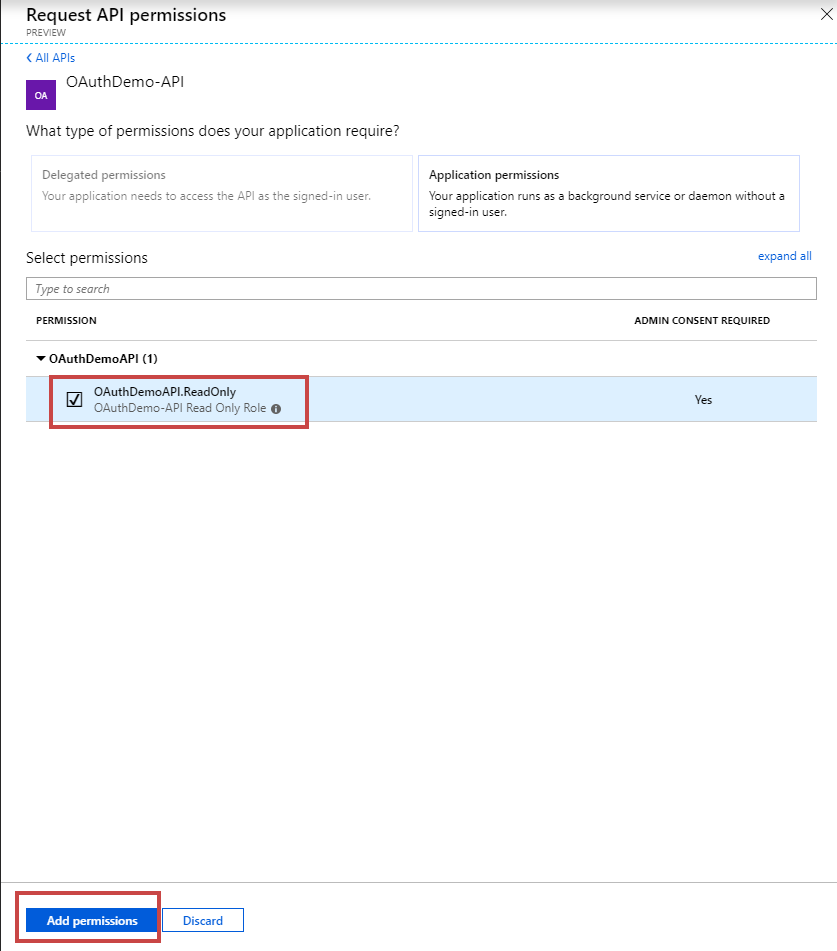 Request API permissions
PREVIEW
All APIs
OA
OAuthDemo-API
What type of permissions does your application require?
Delegated permissions
Your application needs to access the API as the signed-in user.
Application permissions
Your application runs as a background service or daemon without a
signed-in user.
Select permissions
expand all
Type to search
PERMISSION
ADMIN CONSENT REQUIRED
OAuthDemoAPI (1)
OAuthDemoAPI.ReadOnly
OAuthDemo-API Read Only Role
Yes
Add permissions
Discard